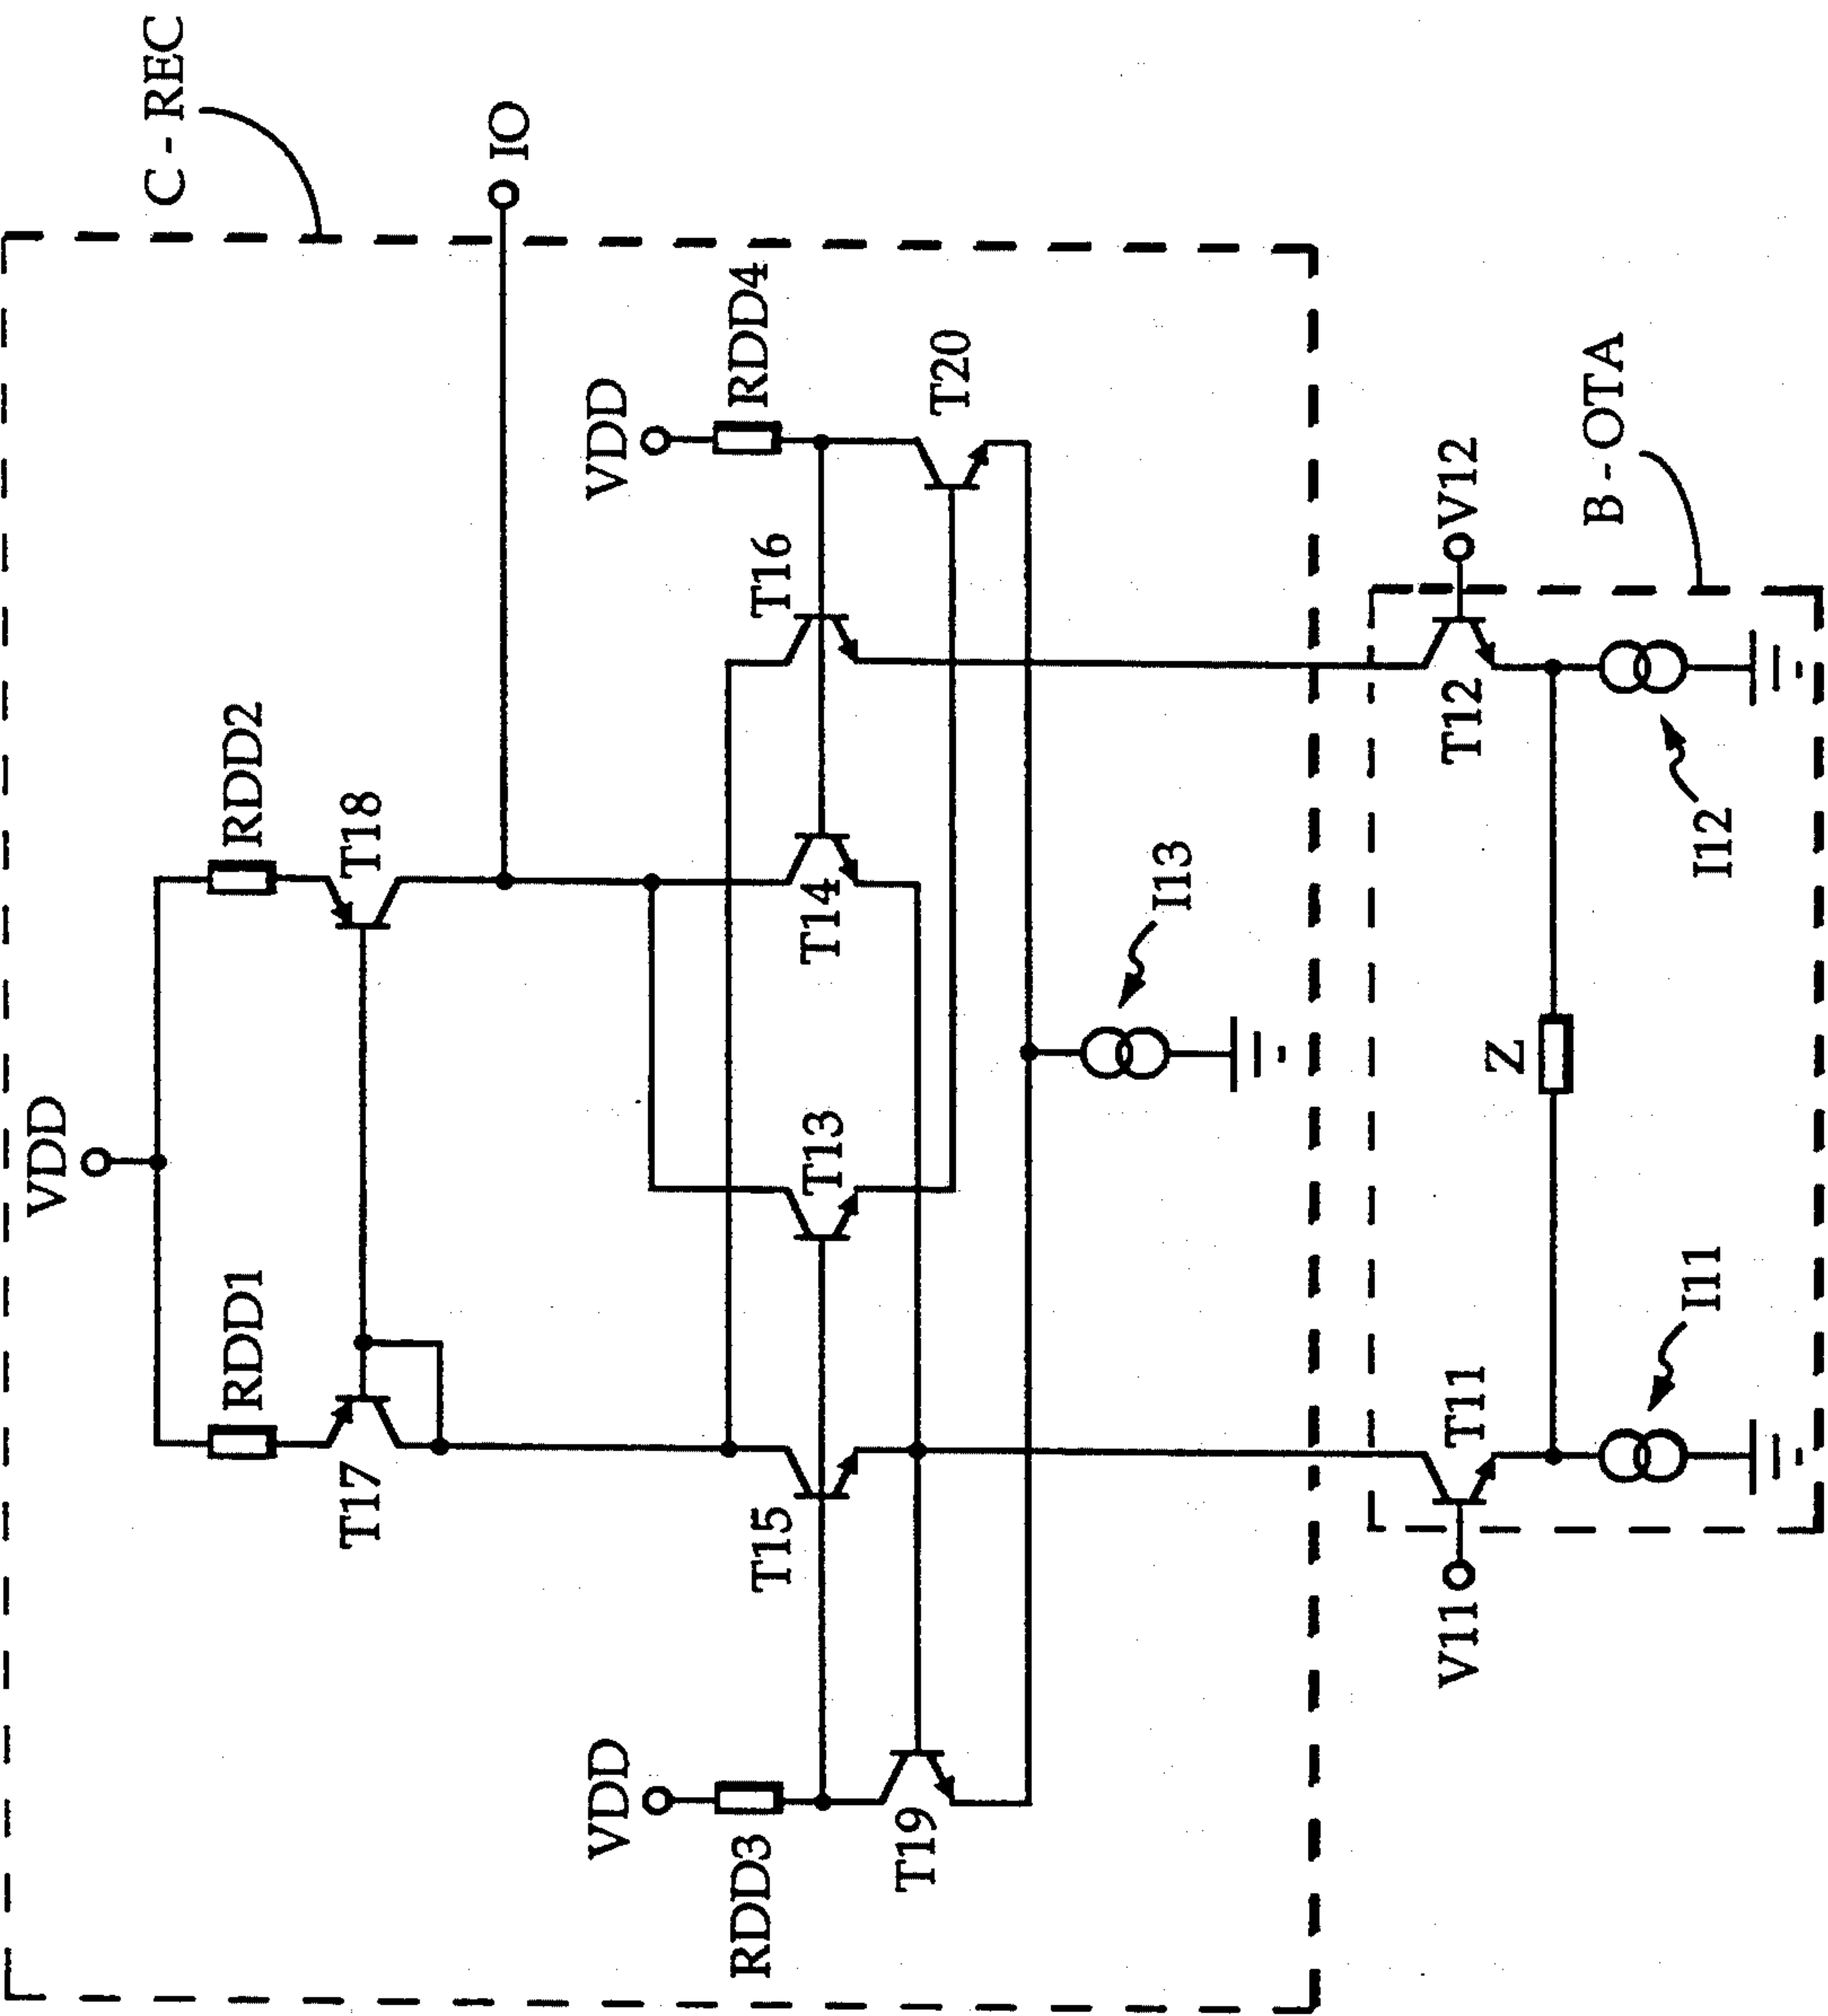 C - REC
VDD
RDD1
RDD2
T17
T18
IO
VDD
VDD
RDD3
RDD4
T15
T13
T14
T16
T19
T20
I13
B - OTA
V11
T11
Z
T12
V12
I11
I12